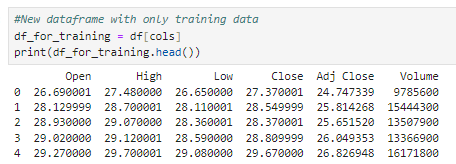 #New dataframe with only training data
df_for_training = df[cols]
print(df_for_training.head())
Open High Low Close Adj Close Volume
0 26.690001 27.480000 26.650000 27.370001 24.747339 9785600
1 28.129999 28.700001 28.110001 28.549999 25.814268 15444300
2 28.930000 29.070000 28.360001 28.370001 25.651520 13507900
3 29.020000 29.120001 28.590000 28.809999 26.049353 13366900
4 29.270000 29.700001 29.080000 29.670000 26.826948 16171800